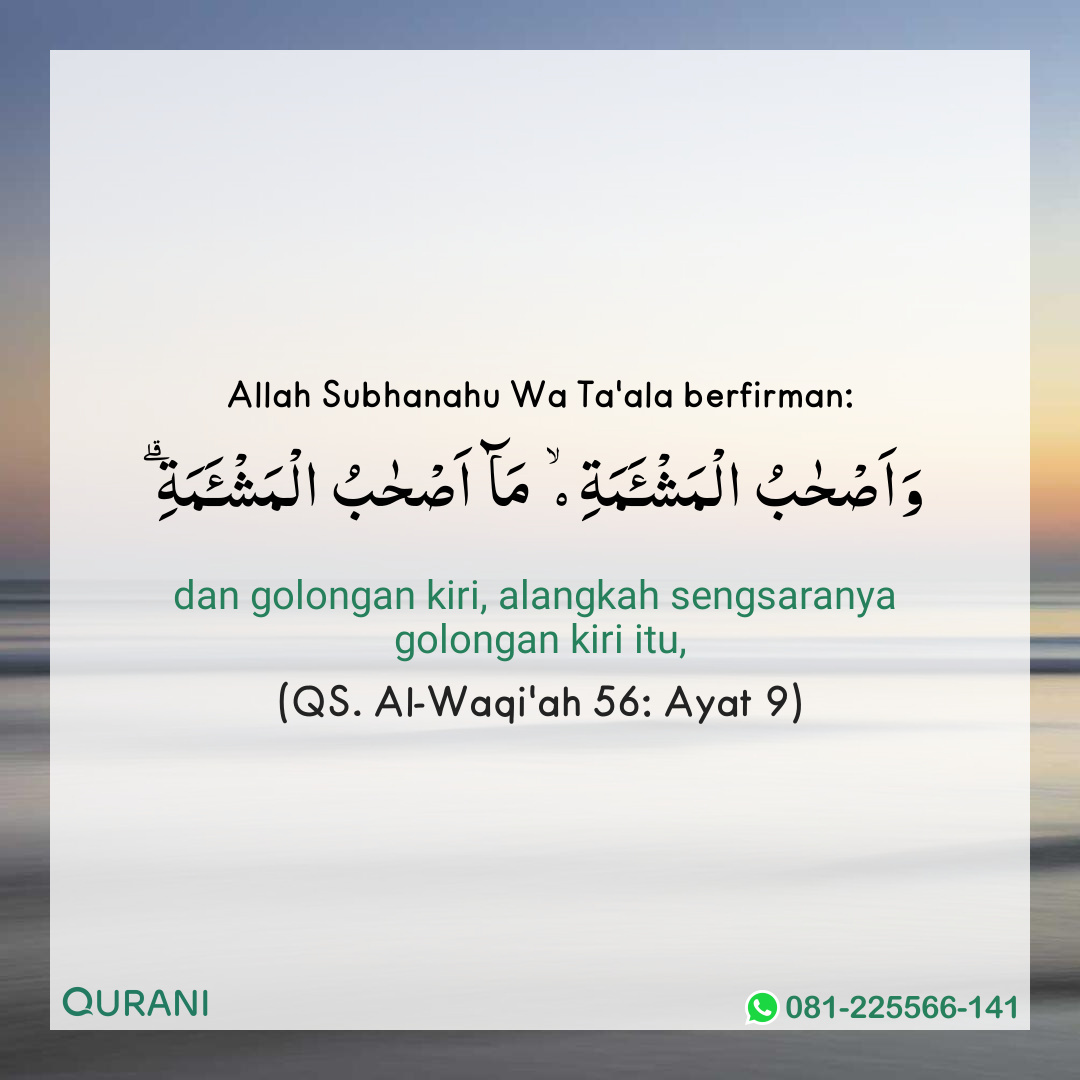 Allah Subhanahu Wa Ta'ala berfirman:
وَاَصْحٰبُ الْمَشْـَٔمَةِ ەۙ مَآ اَصْحٰبُ الْمَشْـَٔمَةِۗ
dan golongan kiri, alangkah sengsaranya
golongan kiri itu,
(QS. Al-Waqi'ah 56: Ayat 9)
QURANI
081-225566-141